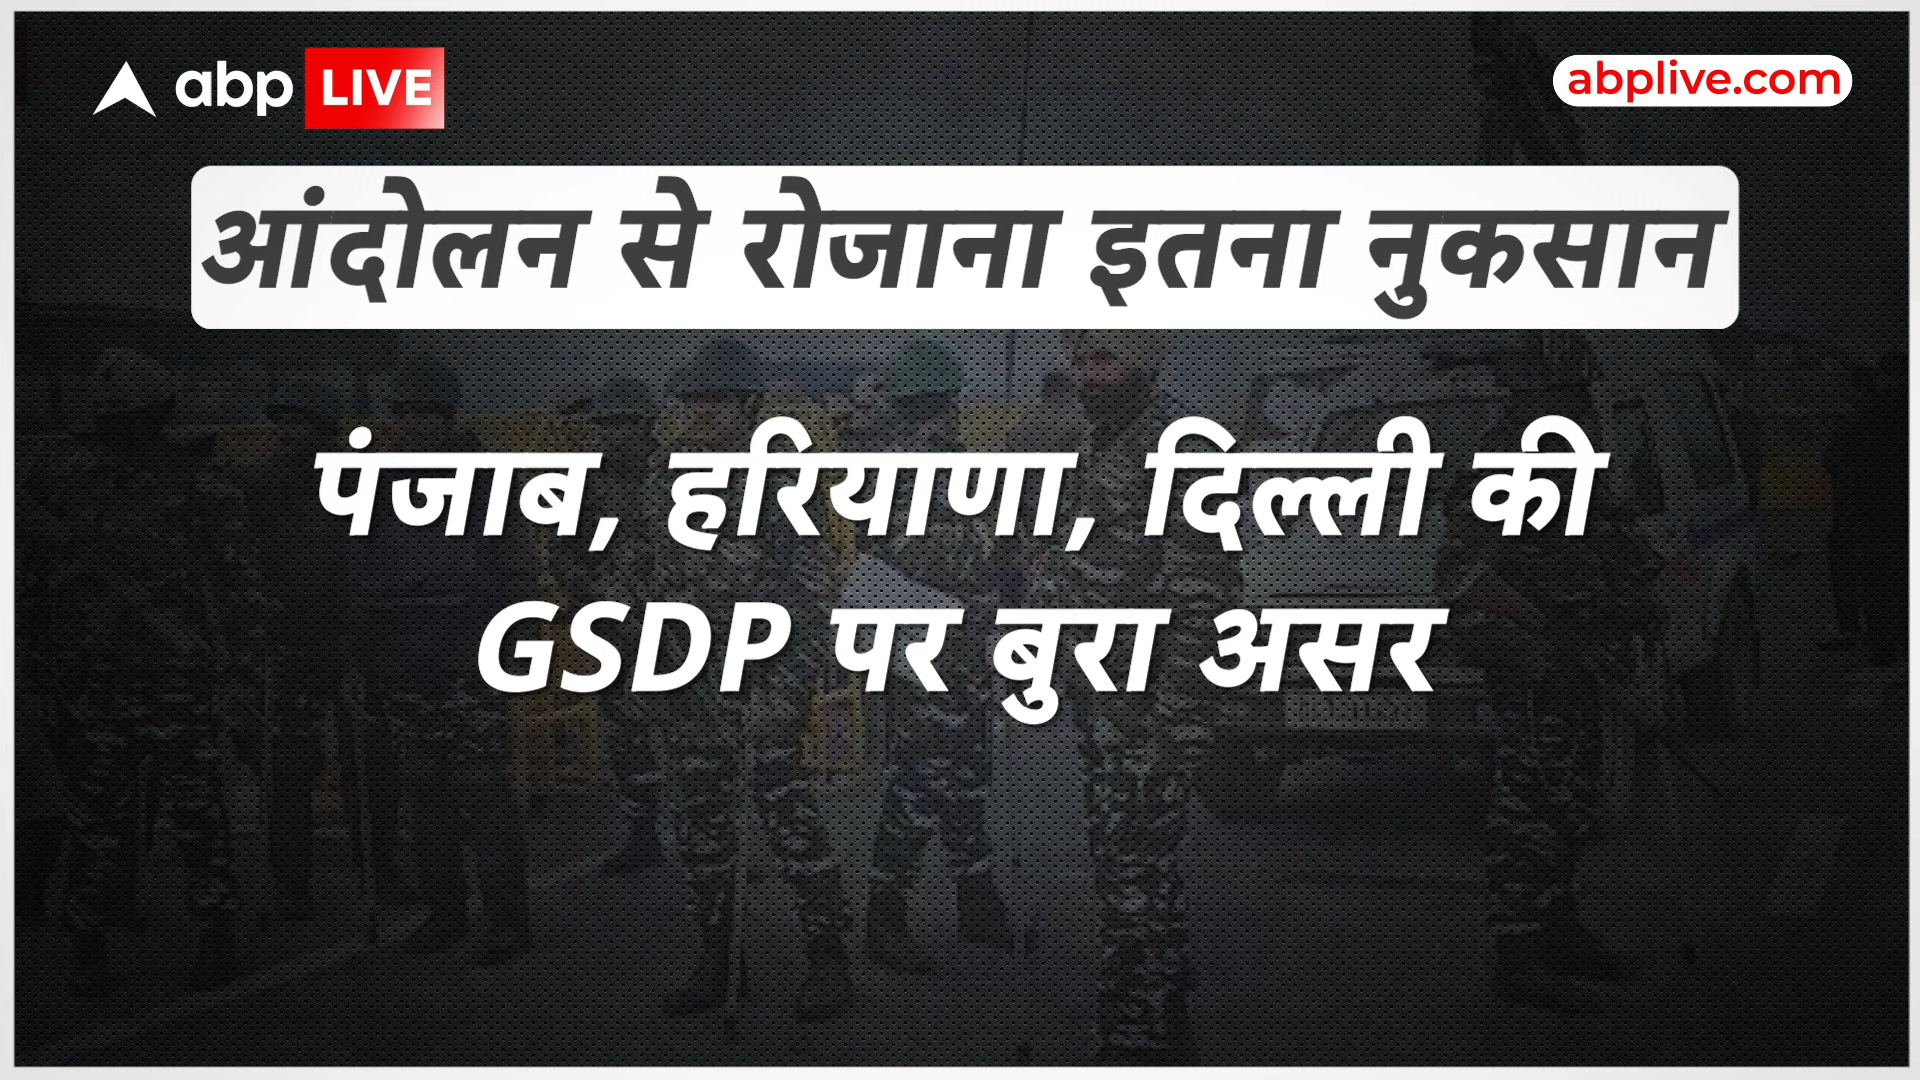 abp LIVE
abplive.com
आंदोलन से रोजाना इतना नुकसान
पंजाब, हरियाणा, दिल्ली की
GSDP पर बुरा असर